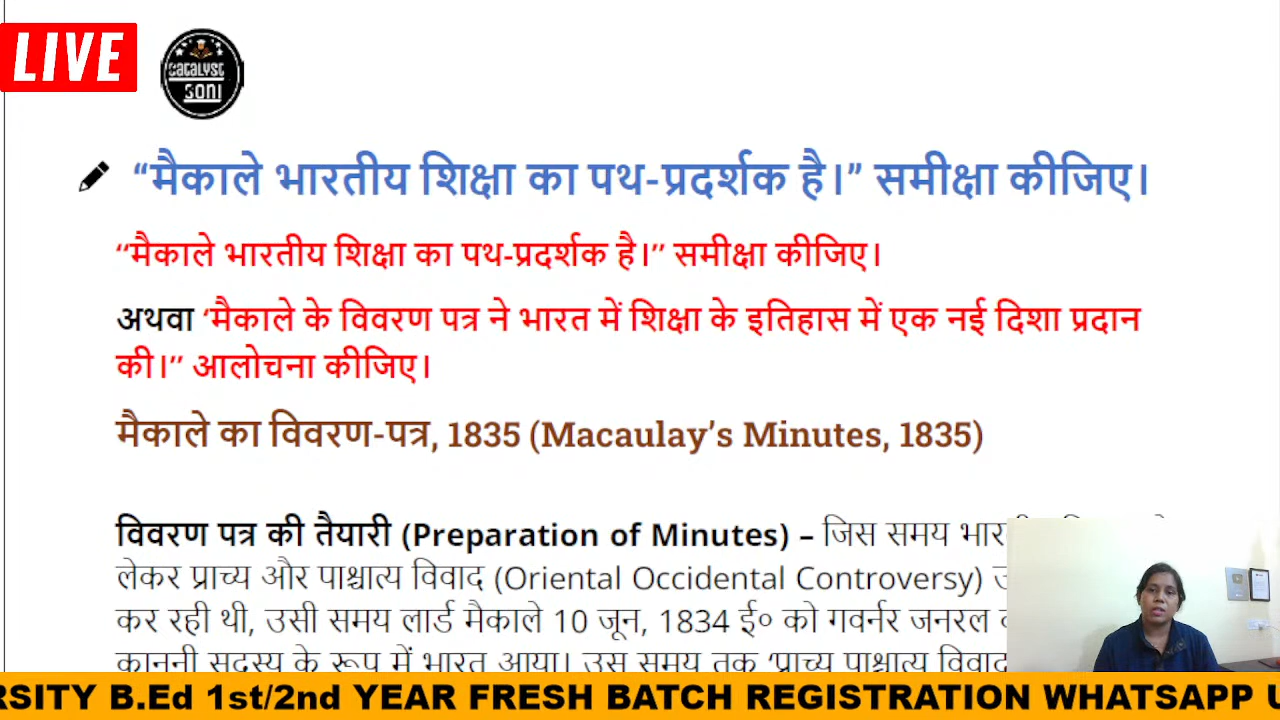 LIVE
CATALYST
SONI
“मैकाले भारतीय शिक्षा का पथ-प्रदर्शक है।” समीक्षा कीजिए।
“मैकाले भारतीय शिक्षा का पथ-प्रदर्शक है।” समीक्षा कीजिए।
अथवा ‘मैकाले के विवरण पत्र ने भारत में शिक्षा के इतिहास में एक नई दिशा प्रदान
की।” आलोचना कीजिए।
मैकाले का विवरण-पत्र, 1835 (Macaulay’s Minutes, 1835)
विवरण पत्र की तैयारी (Preparation of Minutes) – जिस समय
लेकर प्राच्य और पाश्चात्य विवाद (Oriental Occidental Controversy)
कर रही थी, उसी समय लार्ड मैकाले 10 जून, 1834 ई० को गवर्नर जनरल
कानूनी सदस्य के रूप में भारत आया। उस समय तक ‘प्राच्य पाश्चात्य विवाद
B.Ed 1st/2nd YEAR FRESH BATCH REGISTRATION WHATSAPP